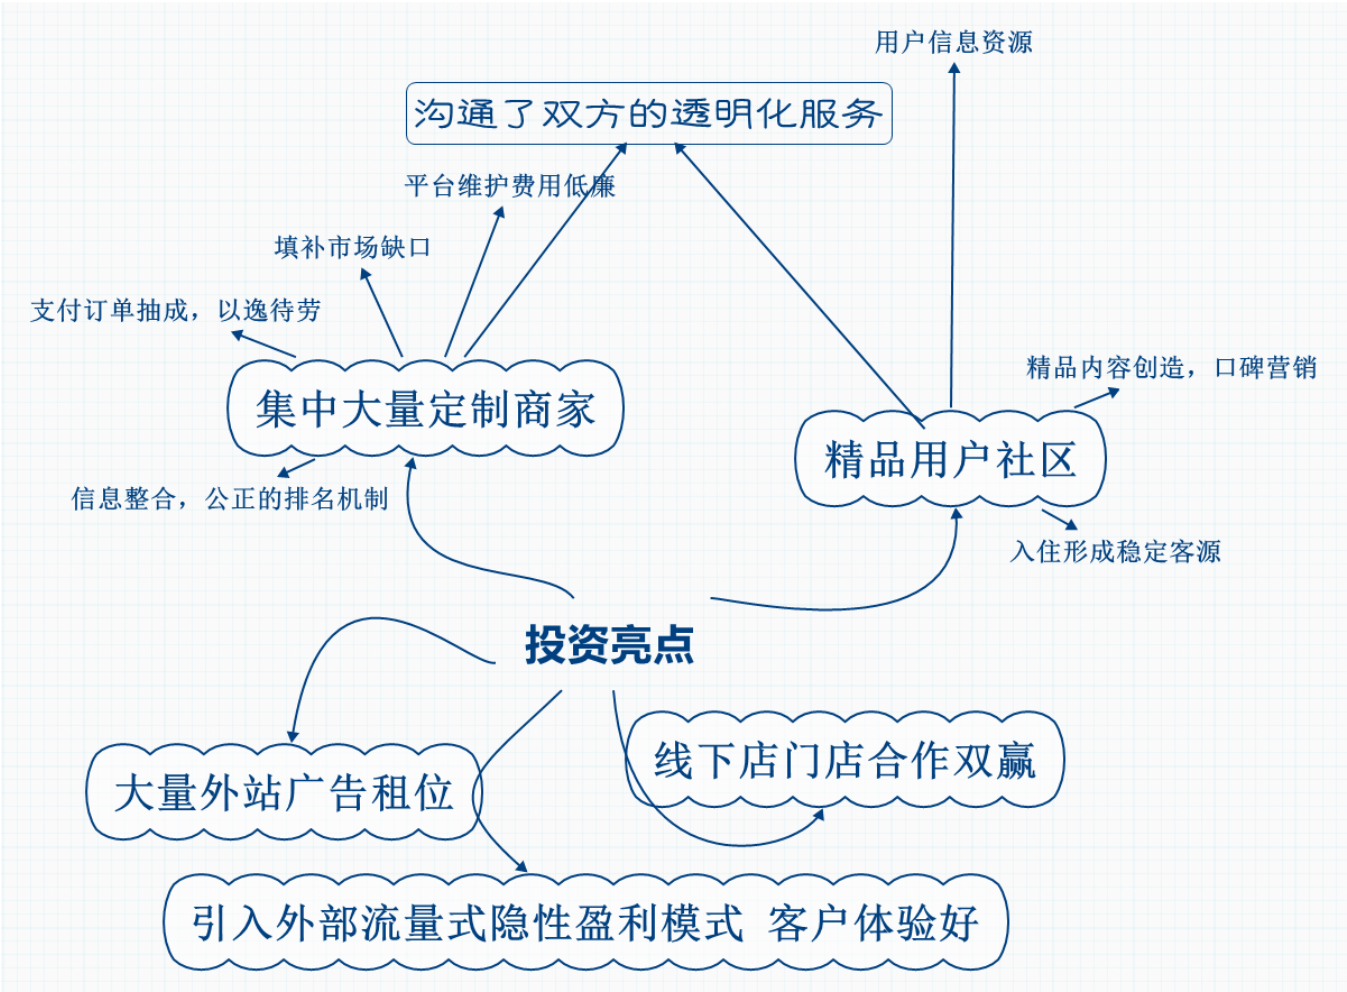 用户信息资源
沟通了双方的透明化服务
平台维护费用低廉
填补市场缺口
支付订单抽成，以逸待劳
精品内容创造，口碑营销
集中大量定制商家
精品用户社区
信息整合，公正的排名机制
入住形成稳定客源
投资亮点
线下店门店合作双赢
大量外站广告租位
引入外部流量式隐性盈利模式 客户体验好